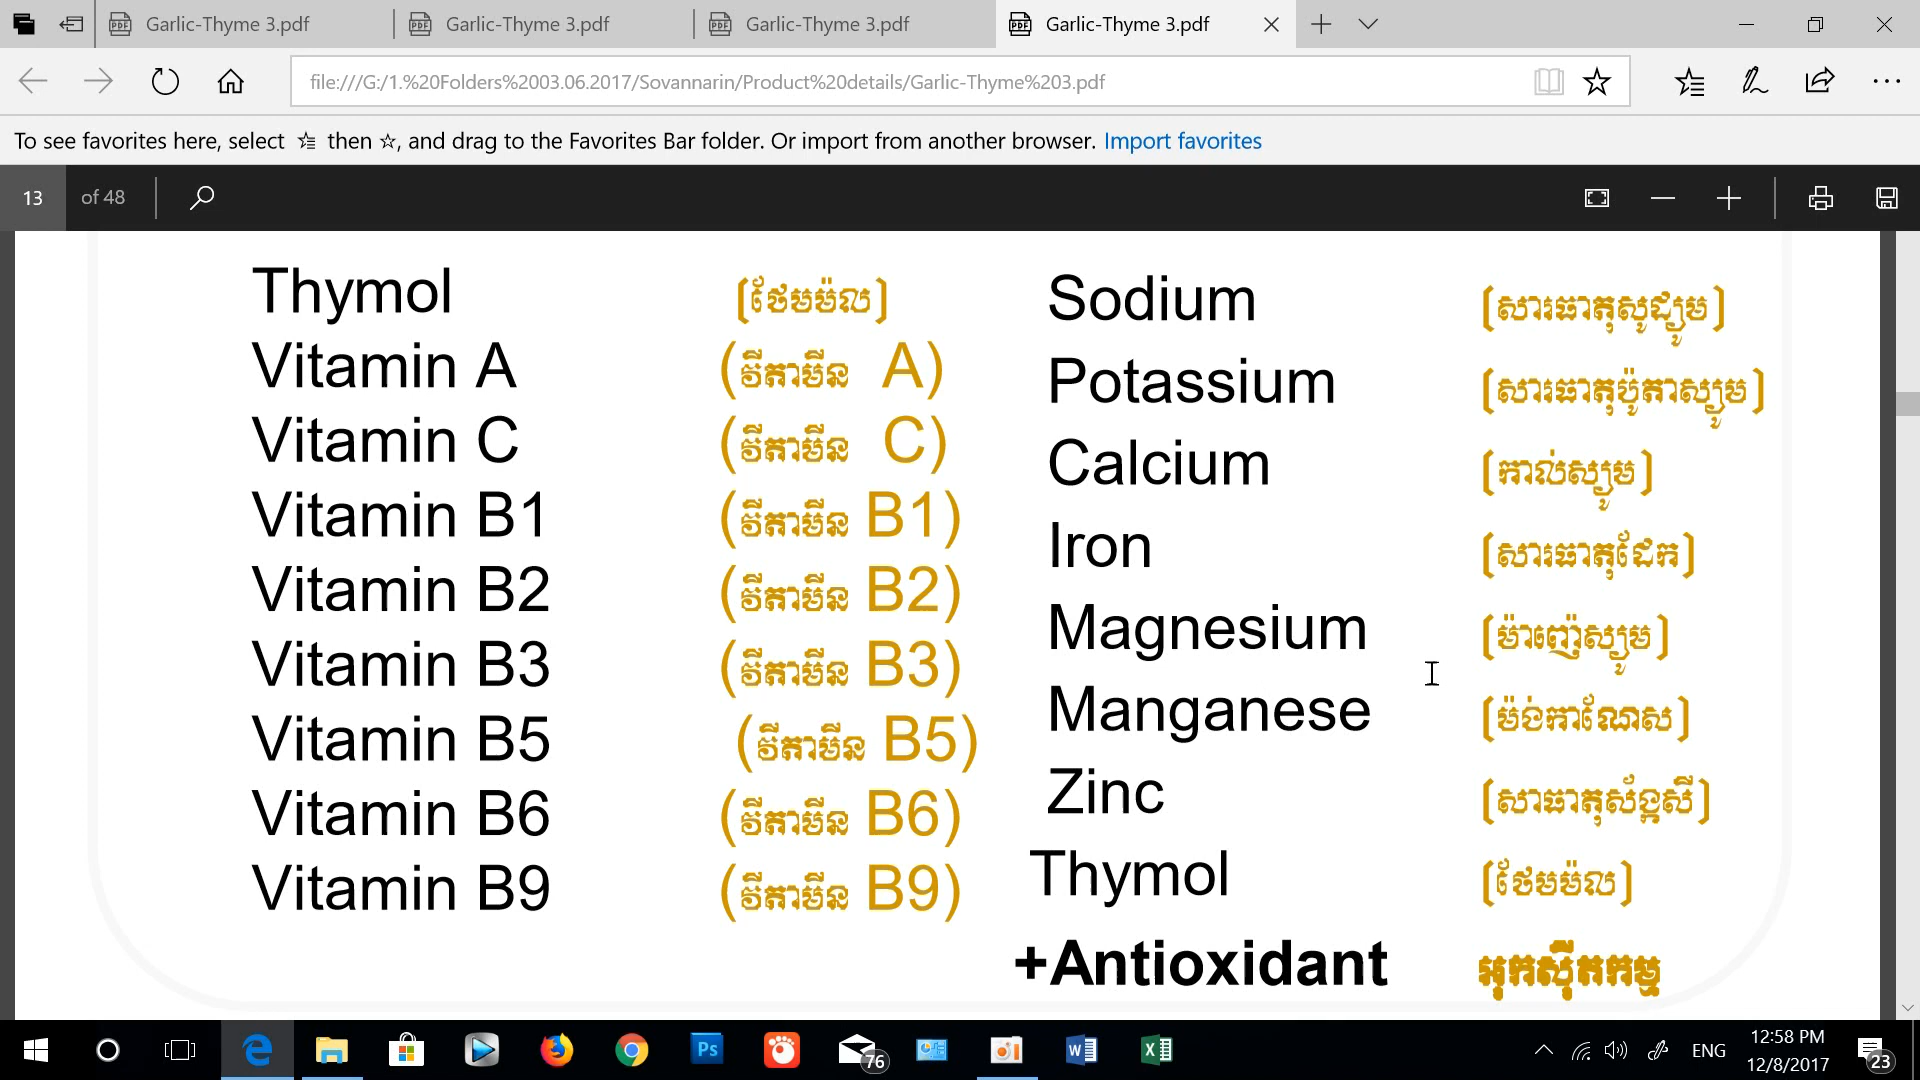 Garlic-Thyme 3.pdf
Garlic-Thyme 3.pdf
Garlic-Thyme 3.pdf
Garlic-Thyme 3.pdf
file:///G:/1.%20Folders%2003.06.2017/Sovannarin/Product%20details/Garlic-Thyme%203.pdf
To see favorites here, select then, and drag to the Favorites Bar folder. Or import from another browser. Import favorites
13 of 48
Thymol (ថៃមម៉ល)
Vitamin A (វីតាមីន A)
Vitamin C (វីតាមីន C)
Vitamin B1 (វីតាមីន B1)
Vitamin B2 (វីតាមីន B2)
Vitamin B3 (វីតាមីន B3)
Vitamin B5 (វីតាមីន B5)
Vitamin B6 (វីតាមីន B6)
Vitamin B9 (វីតាមីន B9)
Sodium (សារធាតុសូដ្យូម)
Potassium (សារធាតុប៉ូតាស្យូម)
Calcium (កាល់ស្យូម)
Iron (សារធាតុដែក)
Magnesium (ម៉ាញ៉េស្យូម)
Manganese (ម៉ង់កាណែស)
Zinc (សាធាតុស័ង្កសី)
Thymol (ថៃមម៉ល)
+Antioxidant អុកស៊ីតកម្ម
Ps
76
ENG
12:58 PM
12/8/2017
23